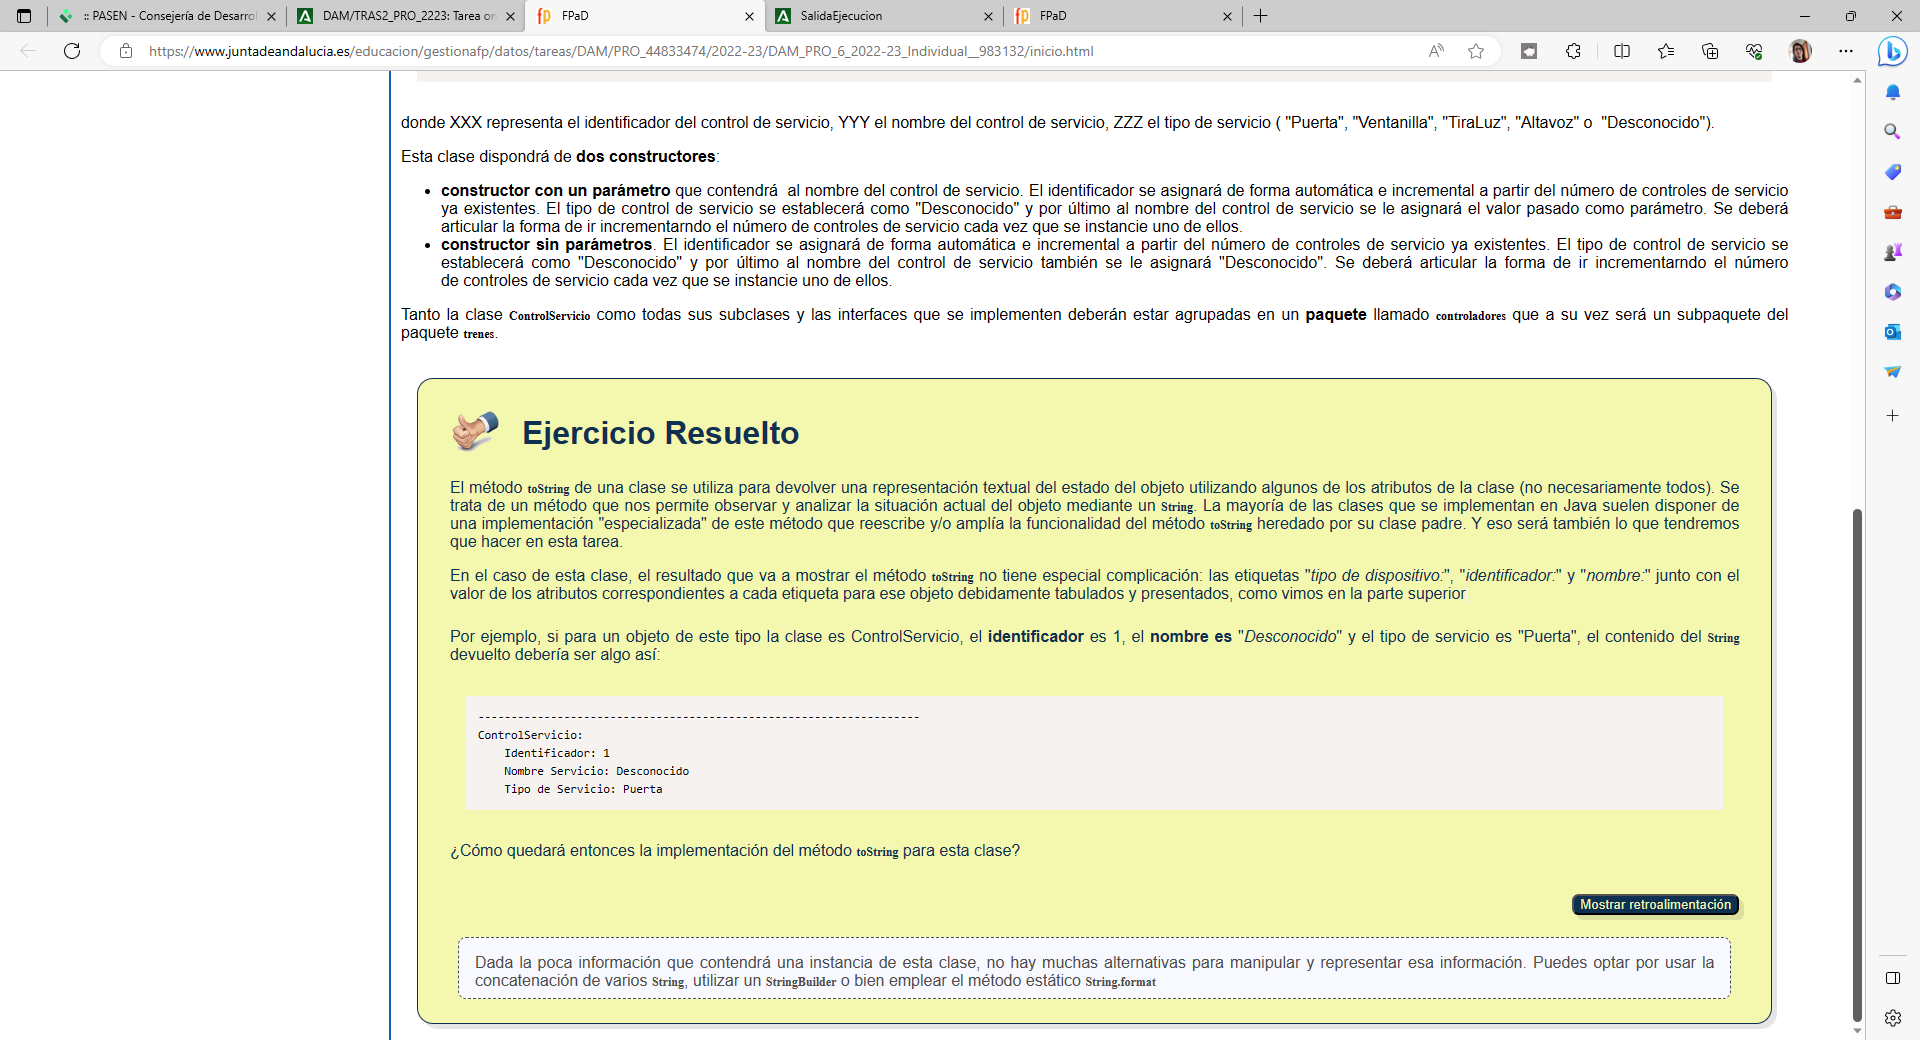 :: PASEN - Consejería de Desarrol
DAM/TRAS2_PRO_2223: Tarea on
FPaD
SalidaEjecucion
FPaD
https://www.juntadeandalucia.es/educacion/gestionafp/datos/tareas/DAM/PRO_44833474/2022-23/DAM_PRO_6_2022-23_Individual__983132/inicio.html
donde XXX representa el identificador del control de servicio, YYY el nombre del control de servicio, ZZZ el tipo de servicio ( "Puerta", "Ventanilla", "TiraLuz", "Altavoz" o  "Desconocido").
Esta clase dispondrá de dos constructores:
• constructor con un parámetro que contendrá  al nombre del control de servicio. El identificador se asignará de forma automática e incremental a partir del número de controles de servicio
ya existentes. El tipo de control de servicio se establecerá como "Desconocido" y por último al nombre del control de servicio se le asignará el valor pasado como parámetro. Se deberá
articular la forma de ir incrementarndo el número de controles de servicio cada vez que se instancie uno de ellos.
• constructor sin parámetros. El identificador se asignará de forma automática e incremental a partir del número de controles de servicio ya existentes. El tipo de control de servicio se
establecerá como "Desconocido" y por último al nombre del control de servicio también se le asignará "Desconocido". Se deberá articular la forma de ir incrementarndo el número
de controles de servicio cada vez que se instancie uno de ellos.
Tanto la clase ControlServicio como todas sus subclases y las interfaces que se implementen deberán estar agrupadas en un paquete llamado controladores que a su vez será un subpaquete del
paquete trenes.
Ejercicio Resuelto
El método toString de una clase se utiliza para devolver una representación textual del estado del objeto utilizando algunos de los atributos de la clase (no necesariamente todos). Se
trata de un método que nos permite observar y analizar la situación actual del objeto mediante un String. La mayoría de las clases que se implementan en Java suelen disponer de
una implementación "especializada" de este método que reescribe y/o amplía la funcionalidad del método toString heredado por su clase padre. Y eso será también lo que tendremos
que hacer en esta tarea.
En el caso de esta clase, el resultado que va a mostrar el método toString no tiene especial complicación: las etiquetas "tipo de dispositivo:", "identificador:" y "nombre:" junto con el
valor de los atributos correspondientes a cada etiqueta para ese objeto debidamente tabulados y presentados, como vimos en la parte superior
Por ejemplo, si para un objeto de este tipo la clase es ControlServicio, el identificador es 1, el nombre es "Desconocido" y el tipo de servicio es "Puerta", el contenido del String
devuelto debería ser algo así:
-------------------------------------------------------------------
ControlServicio:
Identificador: 1
Nombre Servicio: Desconocido
Tipo de Servicio: Puerta
¿Cómo quedará entonces la implementación del método toString para esta clase?
Mostrar retroalimentación
Dada la poca información que contendrá una instancia de esta clase, no hay muchas alternativas para manipular y representar esa información. Puedes optar por usar la
concatenación de varios String, utilizar un StringBuilder o bien emplear el método estático String.format